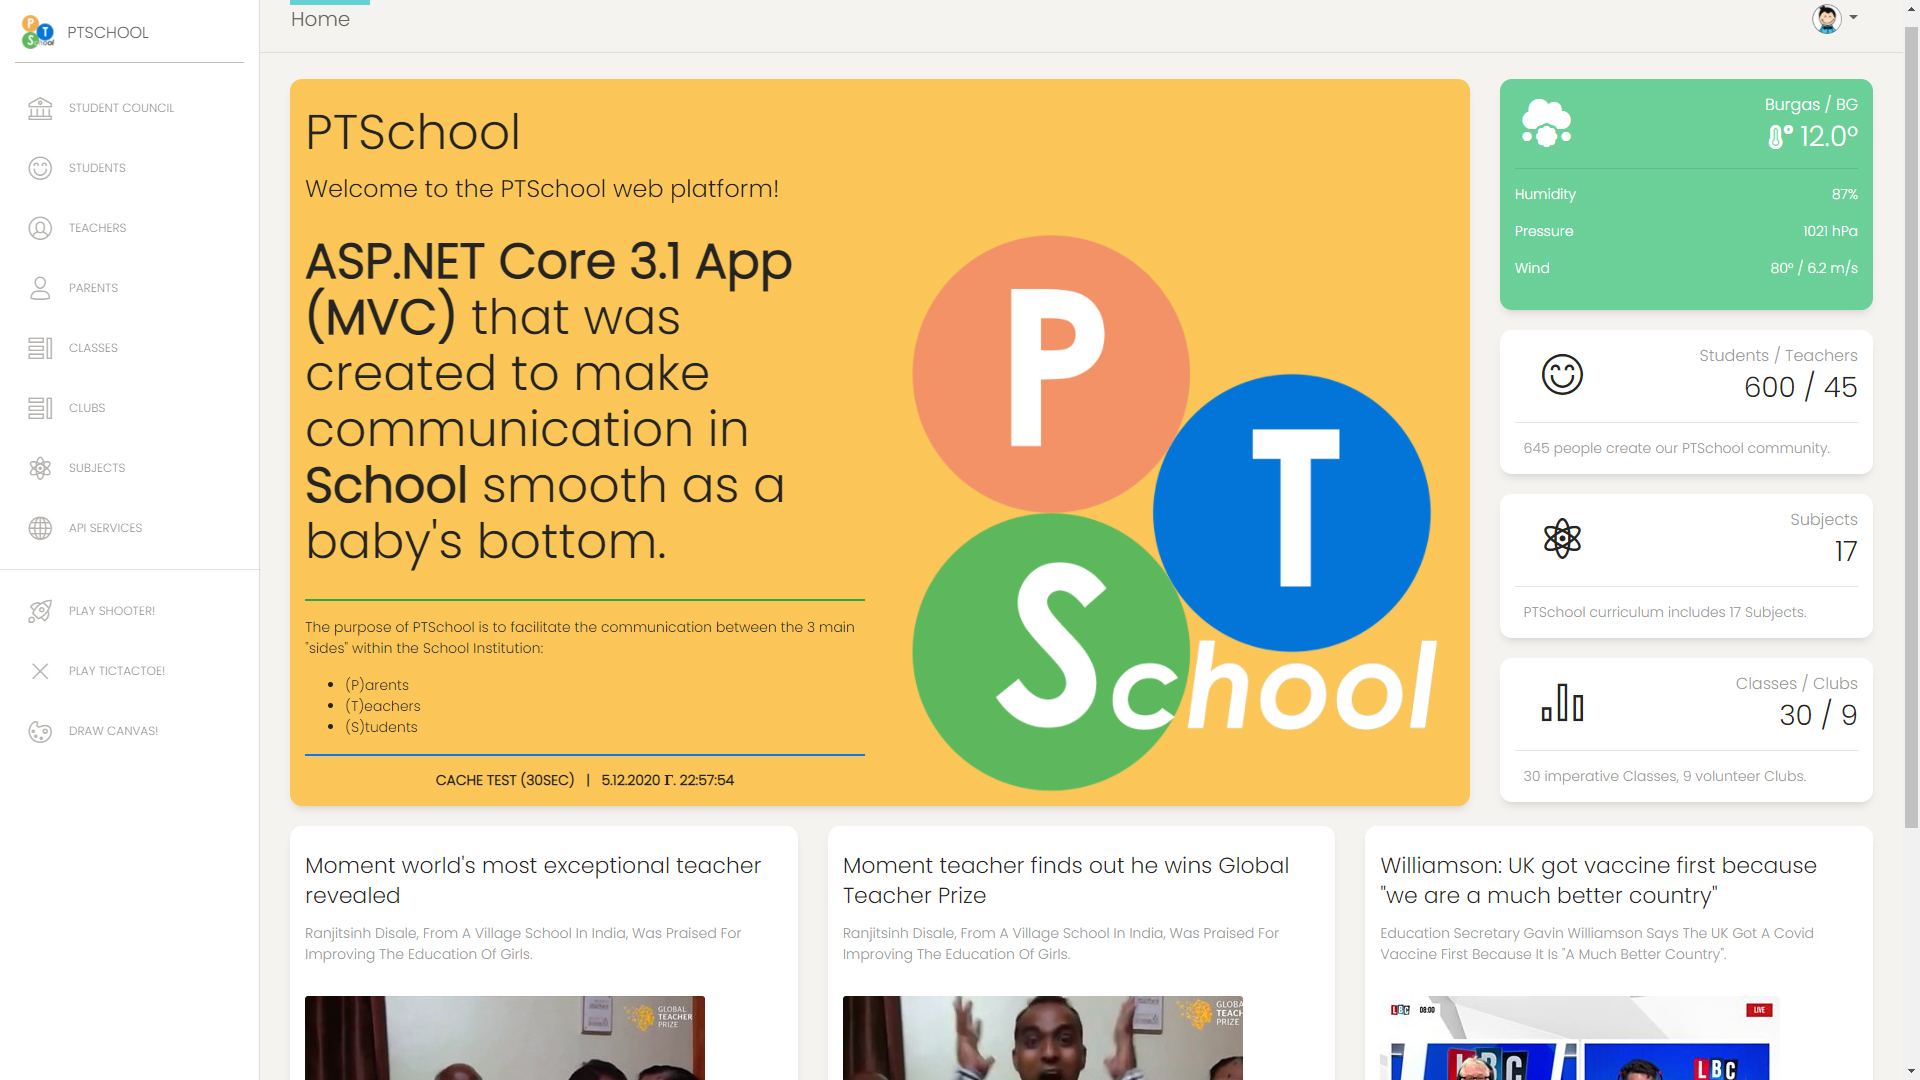 PTSCHOOL
STUDENT COUNCIL
STUDENTS
TEACHERS
PARENTS
CLASSES
CLUBS
SUBJECTS
API SERVICES
PLAY SHOOTER!
PLAY TICTACTOE!
DRAW CANVAS!
Home
PTSchool
Welcome to the PTSchool web platform!
ASP.NET Core 3.1 App
(MVC) that was
created to make
communication in
School smooth as a
baby's bottom.
The purpose of PTSchool is to facilitate the communication between the 3 main
"sides" within the School Institution:
(P)arents
(T)eachers
(S)tudents
CACHE TEST (30SEC) | 5.12.2020 Г. 22:57:54
P
T
School
Burgas / BG
12.0°
Humidity 87%
Pressure 1021 hPa
Wind 80° / 6.2 m/s
Students / Teachers
600 / 45
645 people create our PTSchool community.
Subjects
17
PTSchool curriculum includes 17 Subjects.
Classes / Clubs
30 / 9
30 imperative Classes, 9 volunteer Clubs.
Moment world's most exceptional teacher
revealed
Ranjitsinh Disale, From A Village School In India, Was Praised For
Improving The Education Of Girls.
GLOBAL
TEACHER
PRIZE
Moment teacher finds out he wins Global
Teacher Prize
Ranjitsinh Disale, From A Village School In India, Was Praised For
Improving The Education Of Girls.
GLOBA
TEACH
PRIZE
Williamson: UK got vaccine first because
"we are a much better country"
Education Secretary Gavin Williamson Says The UK Got A Covid
Vaccine First Because It Is "A Much Better Country".
LBC 08:00
LIVE
LBC
LBC